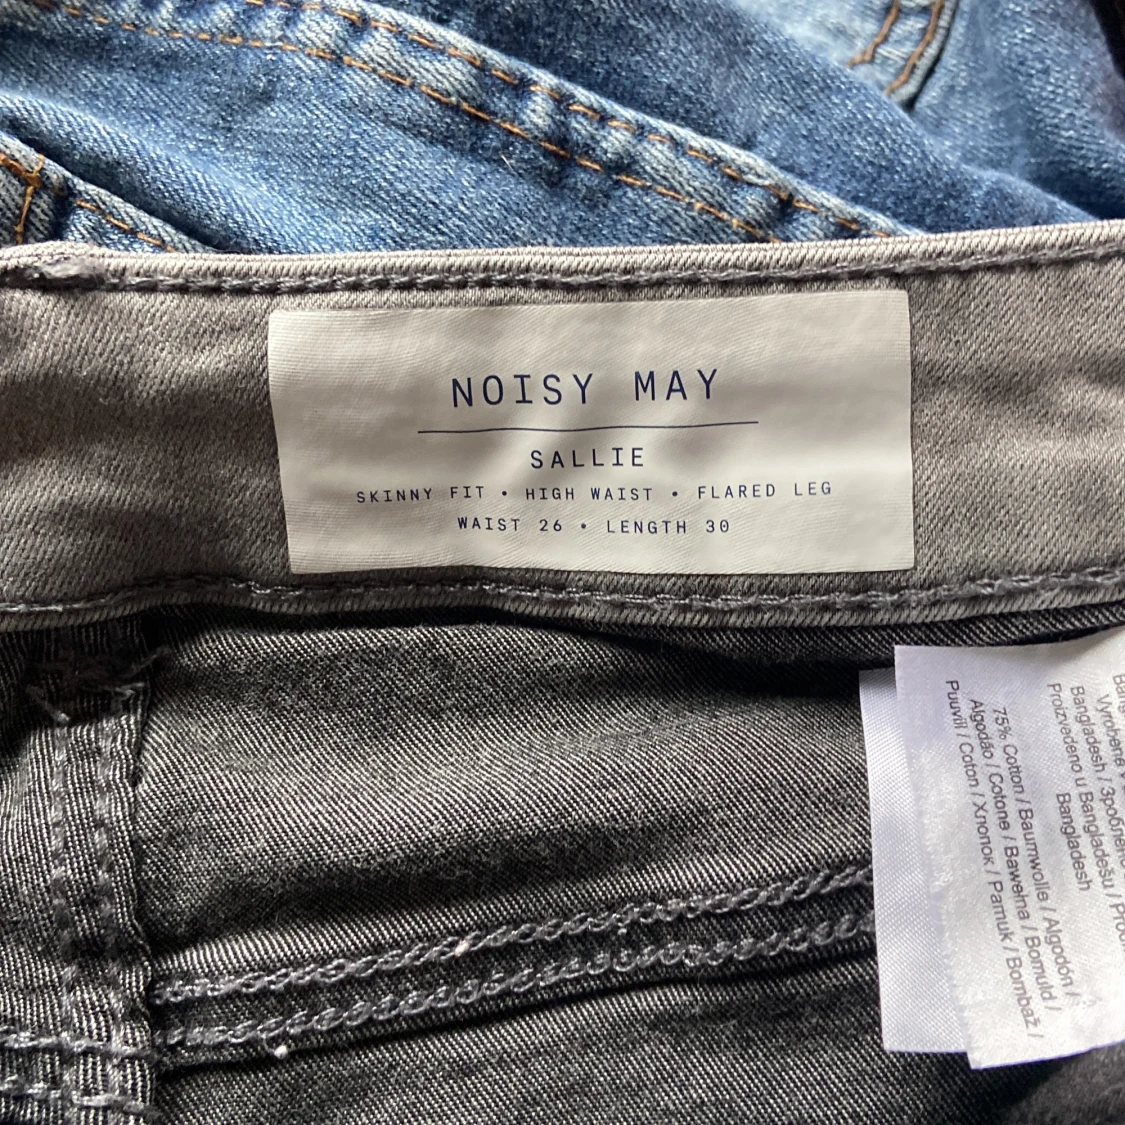 NOISY MAY
SALLIE
SKINNY FIT • HIGH WAIST • FLARED LEG
WAIST 26 • LENGTH 30
Vyrobené v
Bangladesh / Зроблено
Proizvedeno u Bangladešu /
Bangladesh
75% Cotton / Baumwolle / Algodón /
Algodão / Cotone / Bawełna / Bomuld /
Puuvill / Coton / Хлопок / Pamuk / Bombaž /